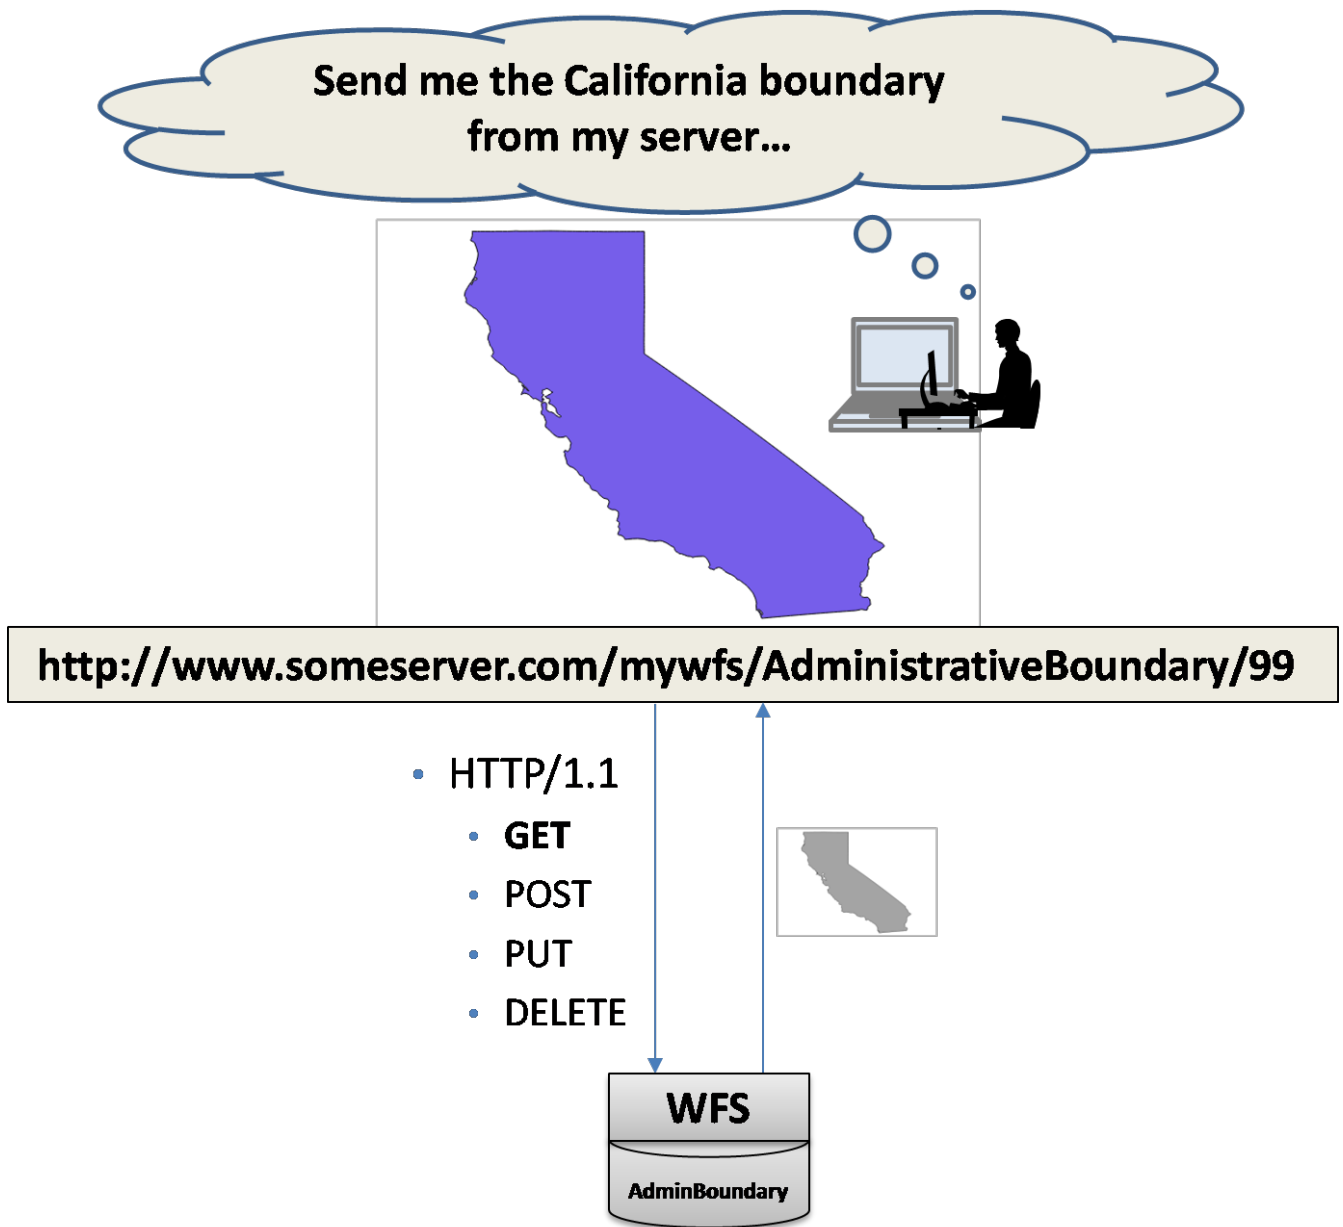 Send me the California boundary
from my server...
http://www.someserver.com/mywfs/AdministrativeBoundary/99
• HTTP/1.1
• GET
• POST
• PUT
• DELETE
WFS
AdminBoundary